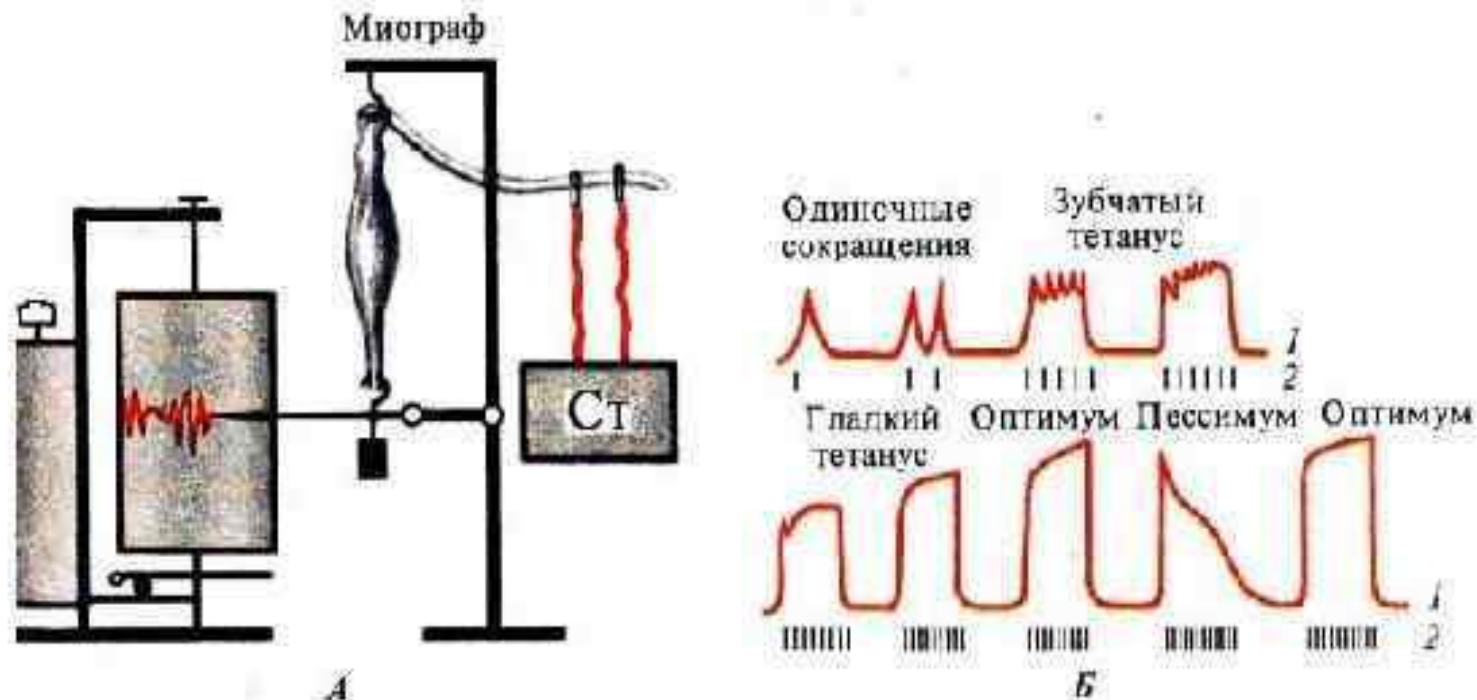 Миограф
Ст
А
Одиночные
сокращения
Зубчатый
тетанус
1
2
Гладкий
тетанус
Оптимум
Пессимум
Оптимум
1
2
Б